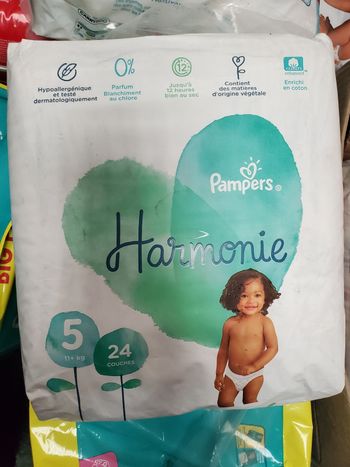 Hypoallergénique
et testé
dermatologiquement
0%
Parfum
Blanchiment
au chlore
12
Jusqu'à
12 heures
bien au sec
Contient
des matières
d'origine végétale
Enrichi
en coton
Pampers®
Harmonie
5
11+ kg
24
COUCHES
BIG